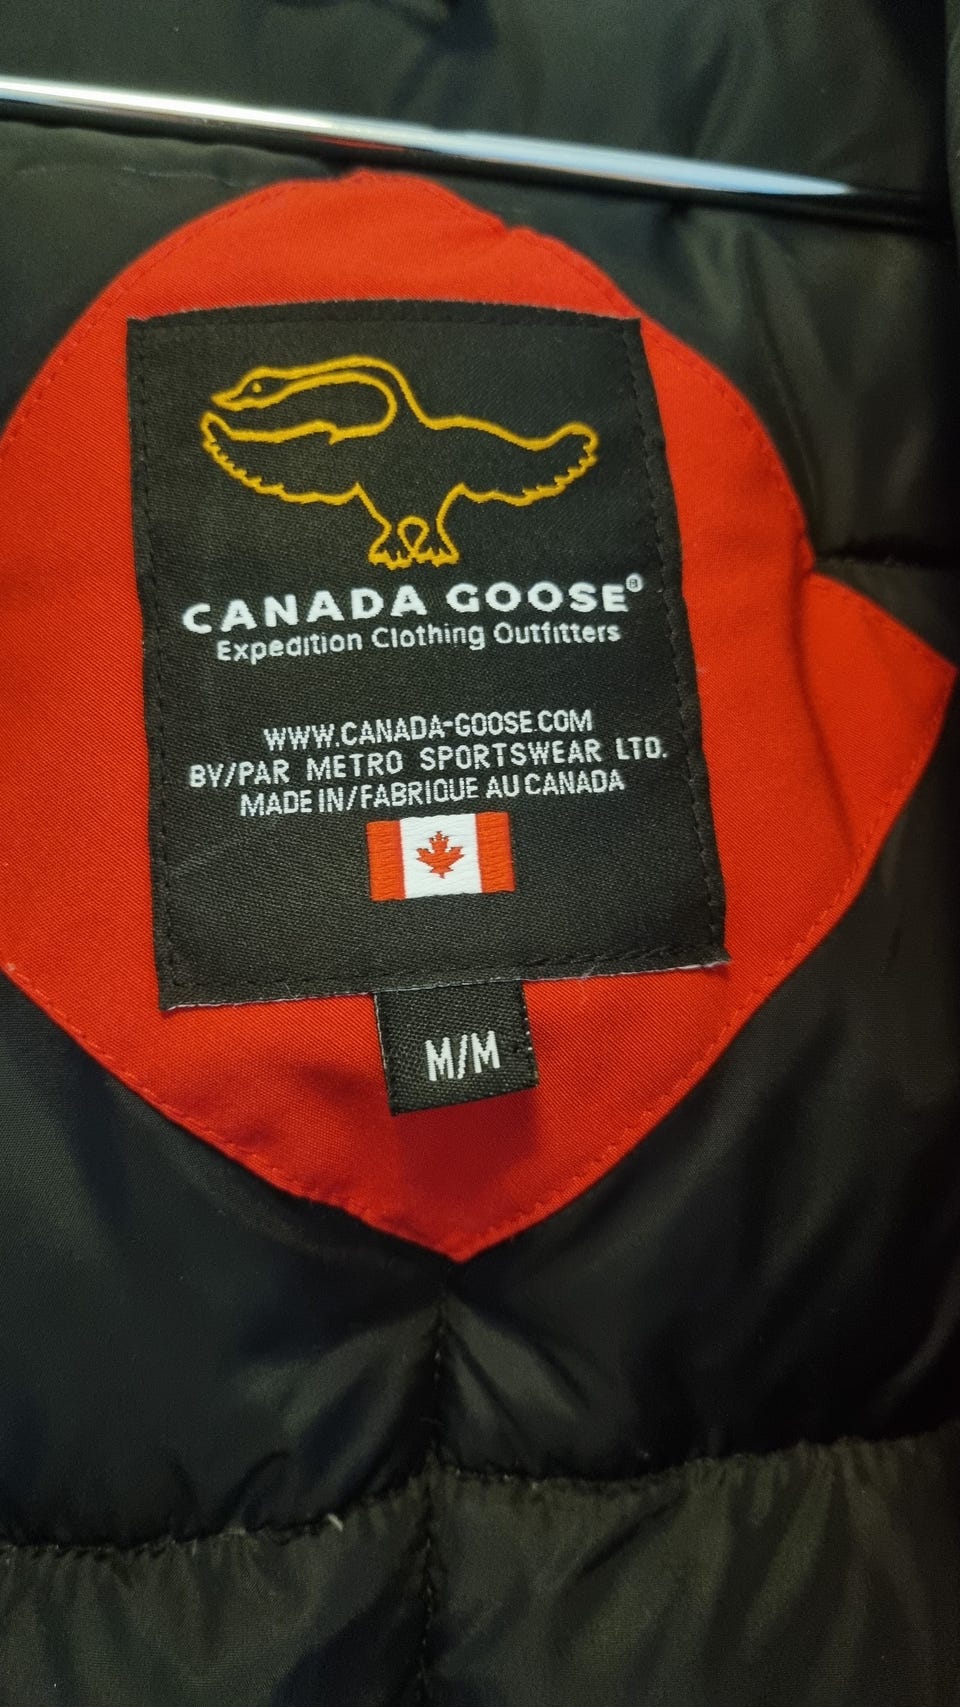 CANADA GOOSE®
Expedition Clothing Outfitters
WWW.CANADA-GOOSE.COM
BY/PAR METRO SPORTSWEAR LTD.
MADE IN/FABRIQUE AU CANADA
M/M